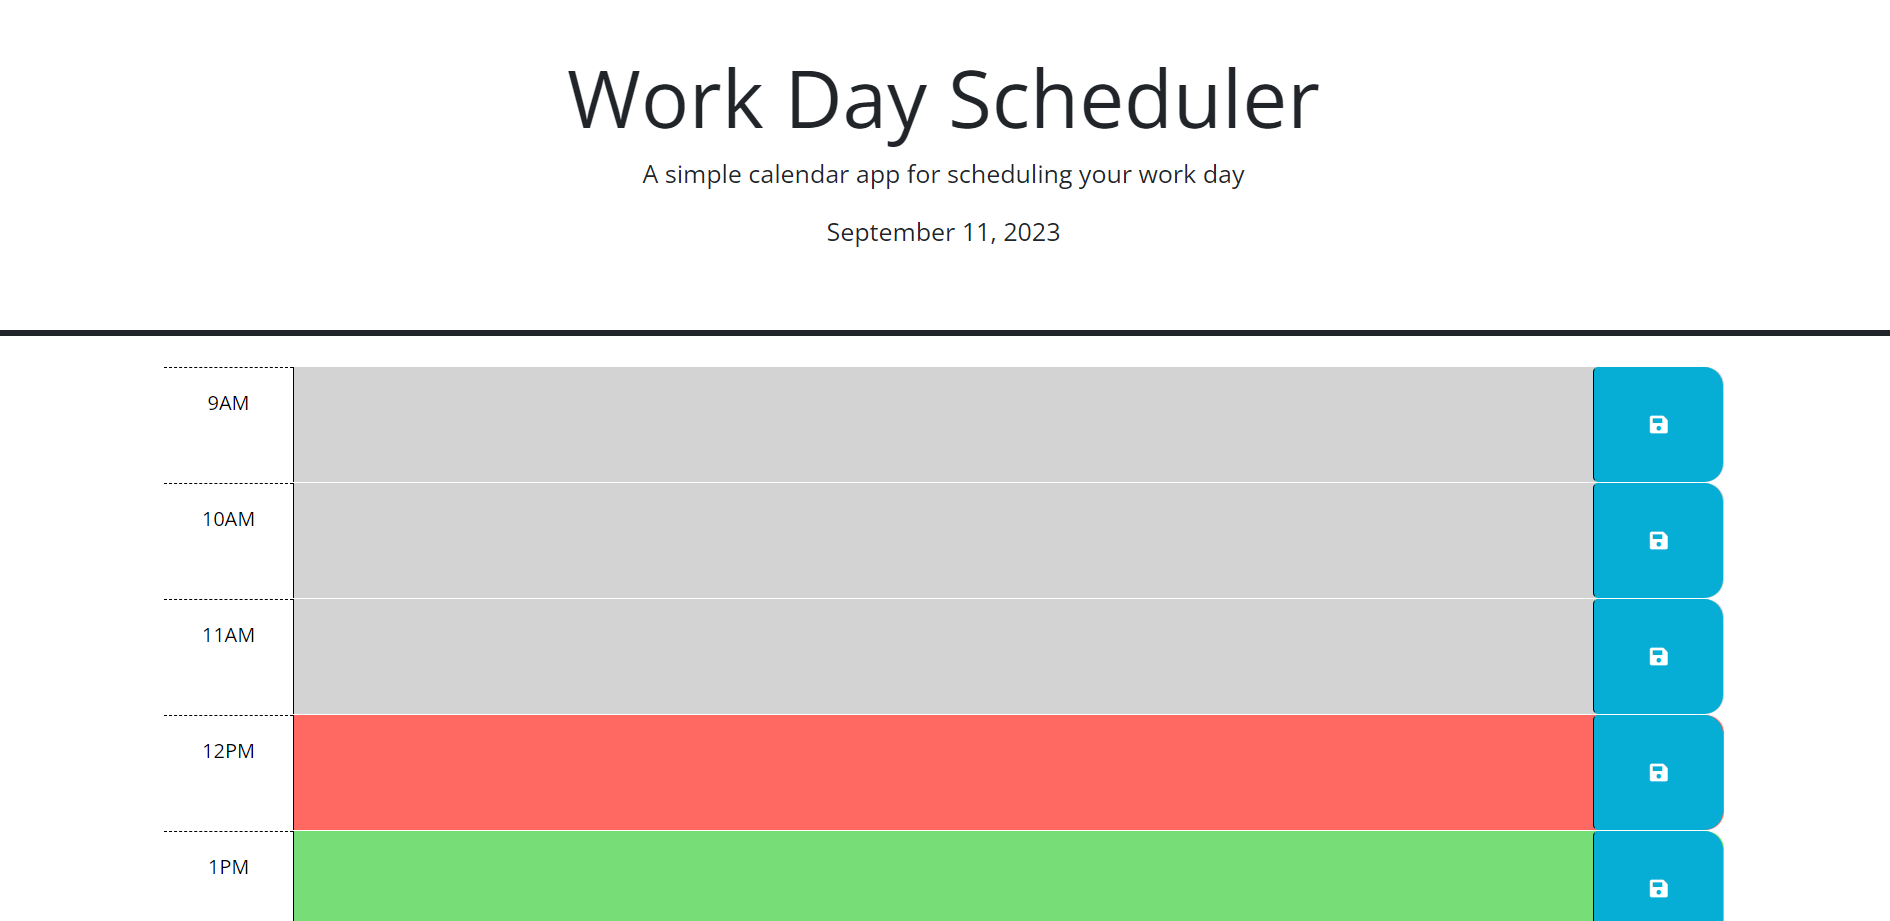 Work Day Scheduler
A simple calendar app for scheduling your work day
September 11, 2023
9AM
10AM
11AM
12PM
1PM